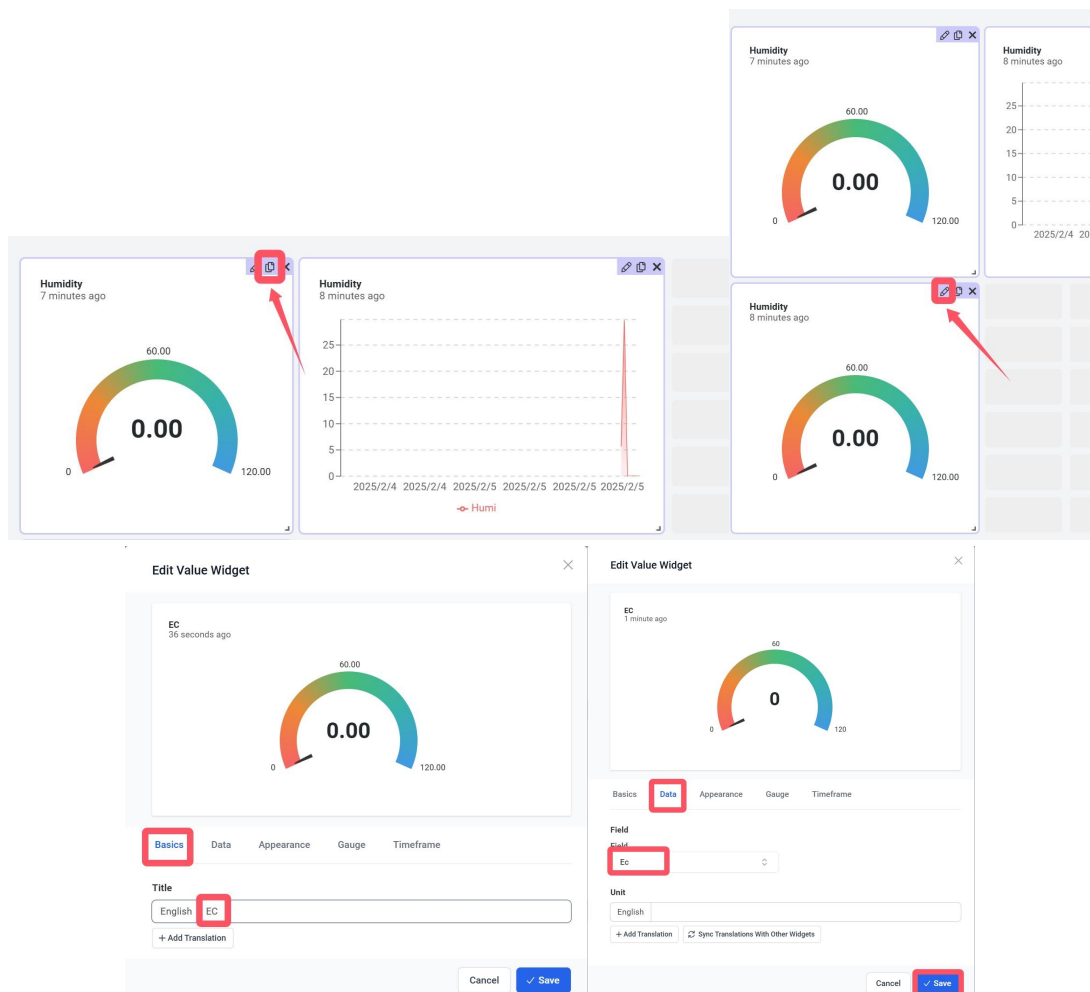 Humidity
7 minutes ago
60.00
0.00
0
120.00
Humidity
8 minutes ago
25
20
15
10
5
0
2025/2/4 20
Humidity
7 minutes ago
60.00
0.00
0
120.00
Humidity
8 minutes ago
25
20
15
10
5
0
2025/2/4 2025/2/4 2025/2/5 2025/2/5 2025/2/5 2025/2/5
Humi
Humidity
8 minutes ago
60.00
0.00
0
120.00
Edit Value Widget
EC
36 seconds ago
60.00
0.00
0
120.00
Basics Data Appearance Gauge Timeframe
Title
English EC
+ Add Translation
Cancel Save
Edit Value Widget
EC
1 minute ago
60
0
0
120
Basics Data Appearance Gauge Timeframe
Field
Field
Ec
Unit
English
+ Add Translation Sync Translations With Other Widgets
Cancel Save